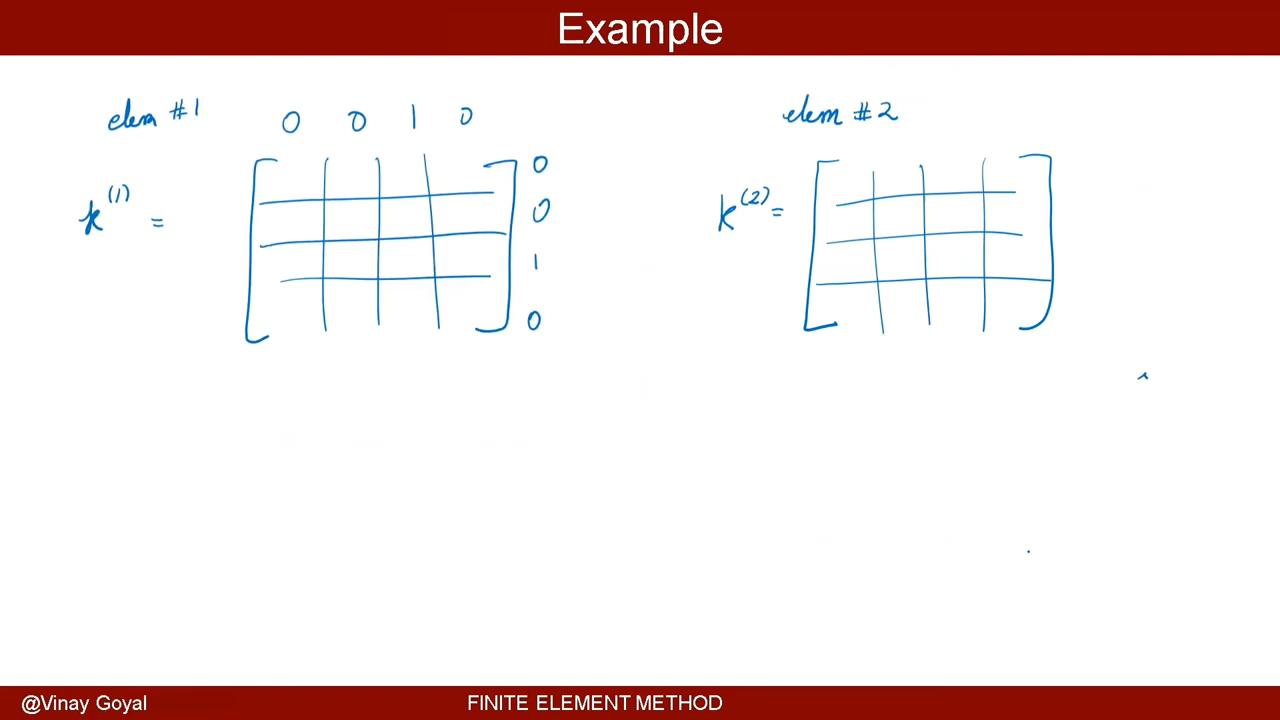 Example
elem #1
0 0 1 0
k^(1) =
0
0
1
0
elem #2
k^(2) =
@Vinay Goyal
FINITE ELEMENT METHOD